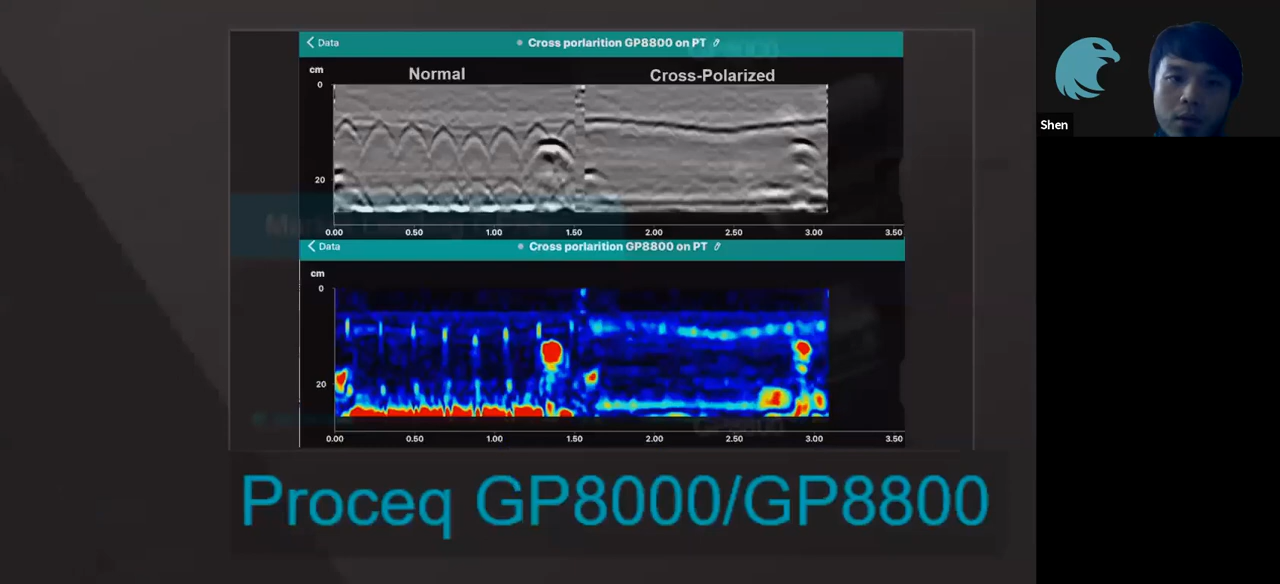 Data
Cross porlarition GP8800 on PT
Normal
Cross-Polarized
cm
0
20
0.00 0.50 1.00 1.50 2.00 2.50 3.00 3.50
Data
Cross porlarition GP8800 on PT
cm
0
20
0.00 0.50 1.00 1.50 2.00 2.50 3.00 3.50
Proceq GP8000/GP8800
Shen